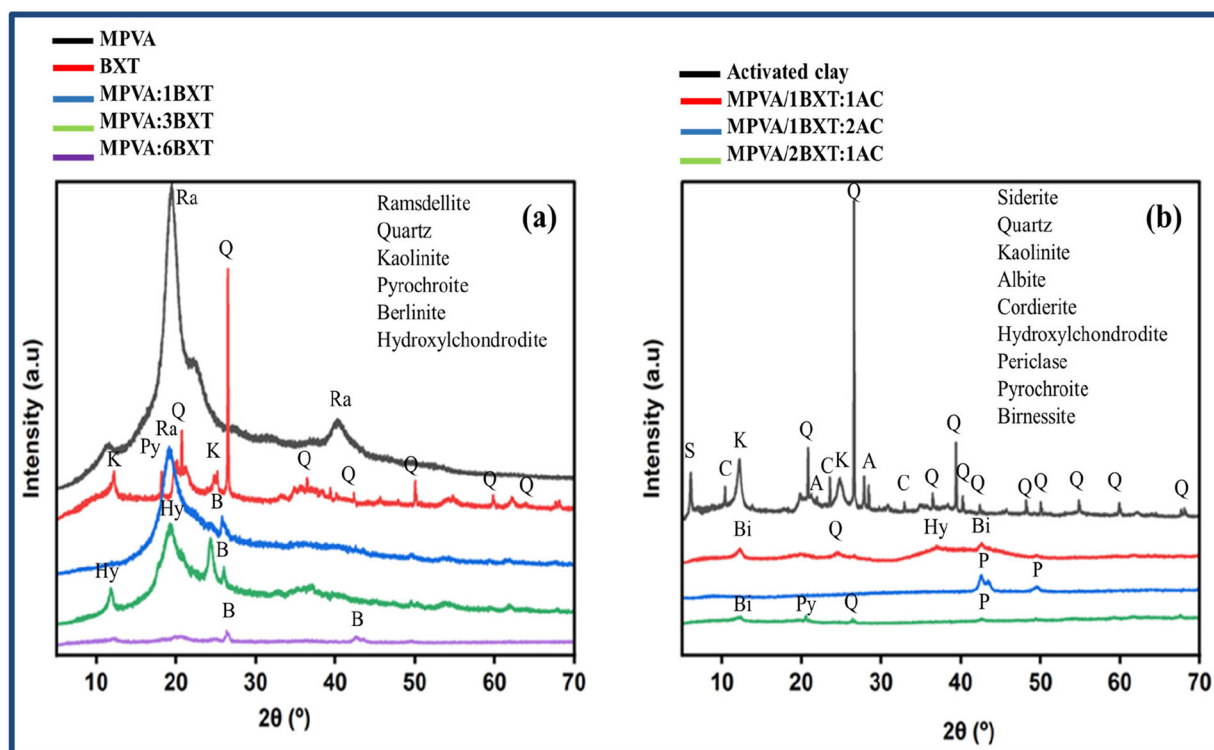 MPVA
BXT
MPVA:1BXT
MPVA:3BXT
MPVA:6BXT
Ra
Ramsdellite
Quartz
Kaolinite
Pyrochroite
Berlinite
Hydroxylchondrodite
(a)
Q
Ra
Q
Ra
Py
K
K
Q
Q
Q
Q
Q
Hy
B
B
Hy
B
B
Intensity (a.u)
10 20 30 40 50 60 70
2θ (º)
Activated clay
MPVA/1BXT:1AC
MPVA/1BXT:2AC
MPVA/2BXT:1AC
Q
Siderite
Quartz
Kaolinite
Albite
Cordierite
Hydroxylchondrodite
Periclase
Pyrochroite
Birnessite
(b)
S
C
K
Q
A
C
K
A
C
Q
Q
Q
Q
Q
Q
Q
Q
Q
Bi
Q
Hy
Bi
P
P
Bi
Py
Q
P
Intensity (a.u)
10 20 30 40 50 60 70
2θ (º)